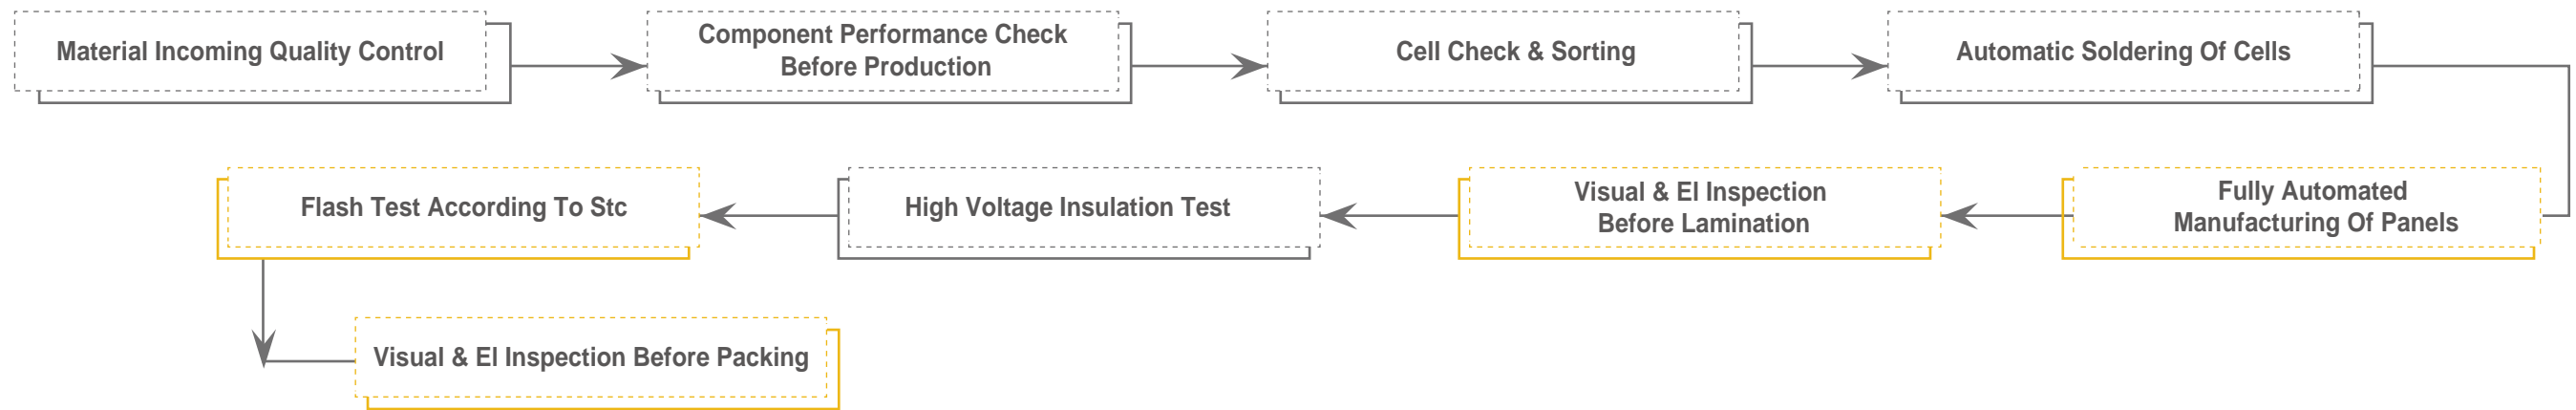 Material Incoming Quality Control
Component Performance Check
Before Production
Cell Check & Sorting
Automatic Soldering Of Cells
Fully Automated
Manufacturing Of Panels
Visual & El Inspection
Before Lamination
High Voltage Insulation Test
Flash Test According To Stc
Visual & El Inspection Before Packing